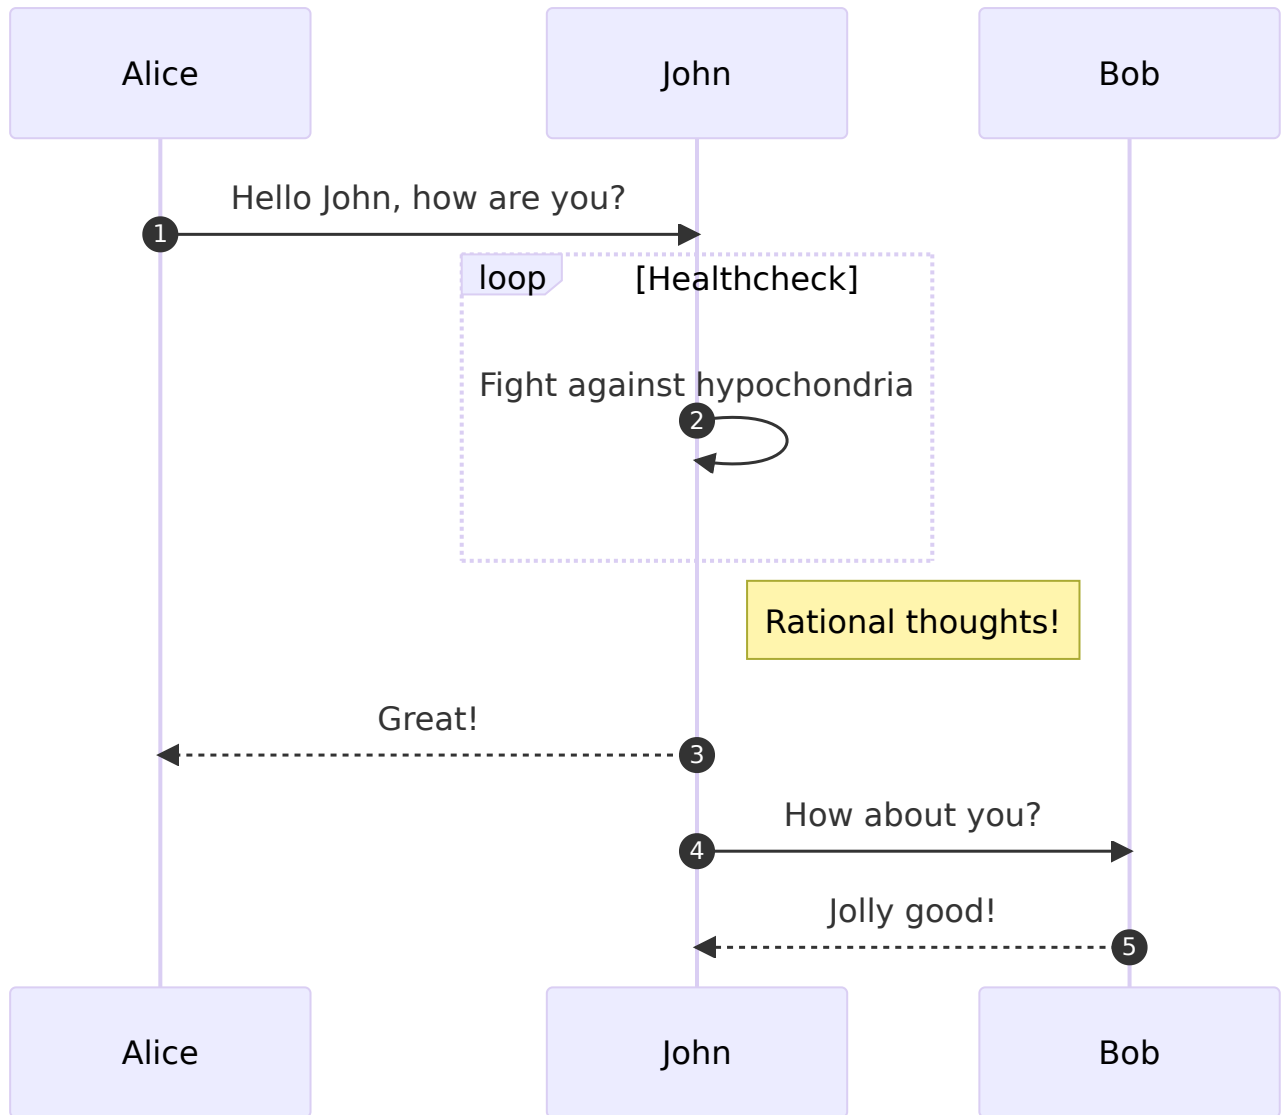 Alice
John
Bob
Hello John, how are you?
1
loop
[Healthcheck]
Fight against hypochondria
2
Rational thoughts!
Great!
3
How about you?
4
Jolly good!
5
Alice
John
Bob